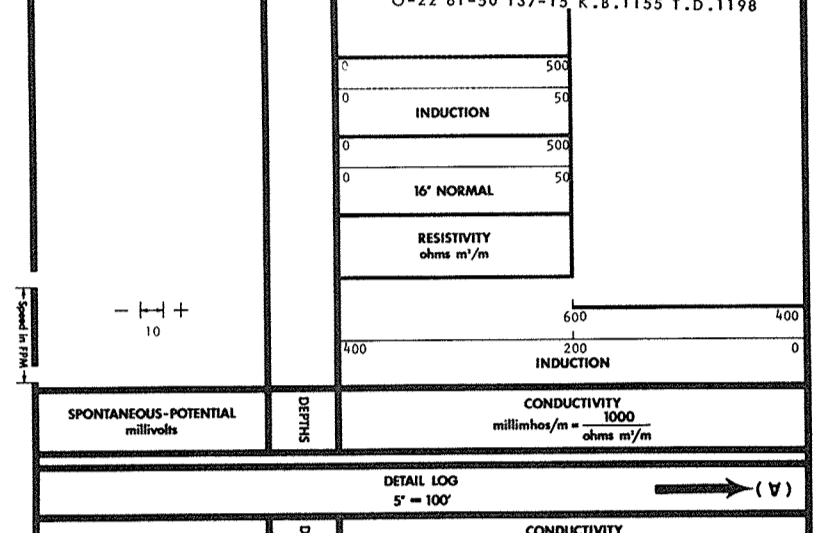 K.B.1155 T.D.1198
0 500
0 50
INDUCTION
0 500
0 50
16" NORMAL
RESISTIVITY
ohms m²/m
Speed in FPM
− +
10
600 400
400 200 0
INDUCTION
SPONTANEOUS-POTENTIAL
millivolts
DEPTHS
CONDUCTIVITY
millimhos/m = 1000
ohms m²/m
DETAIL LOG
5" = 100'
(A)
CONDUCTIVITY